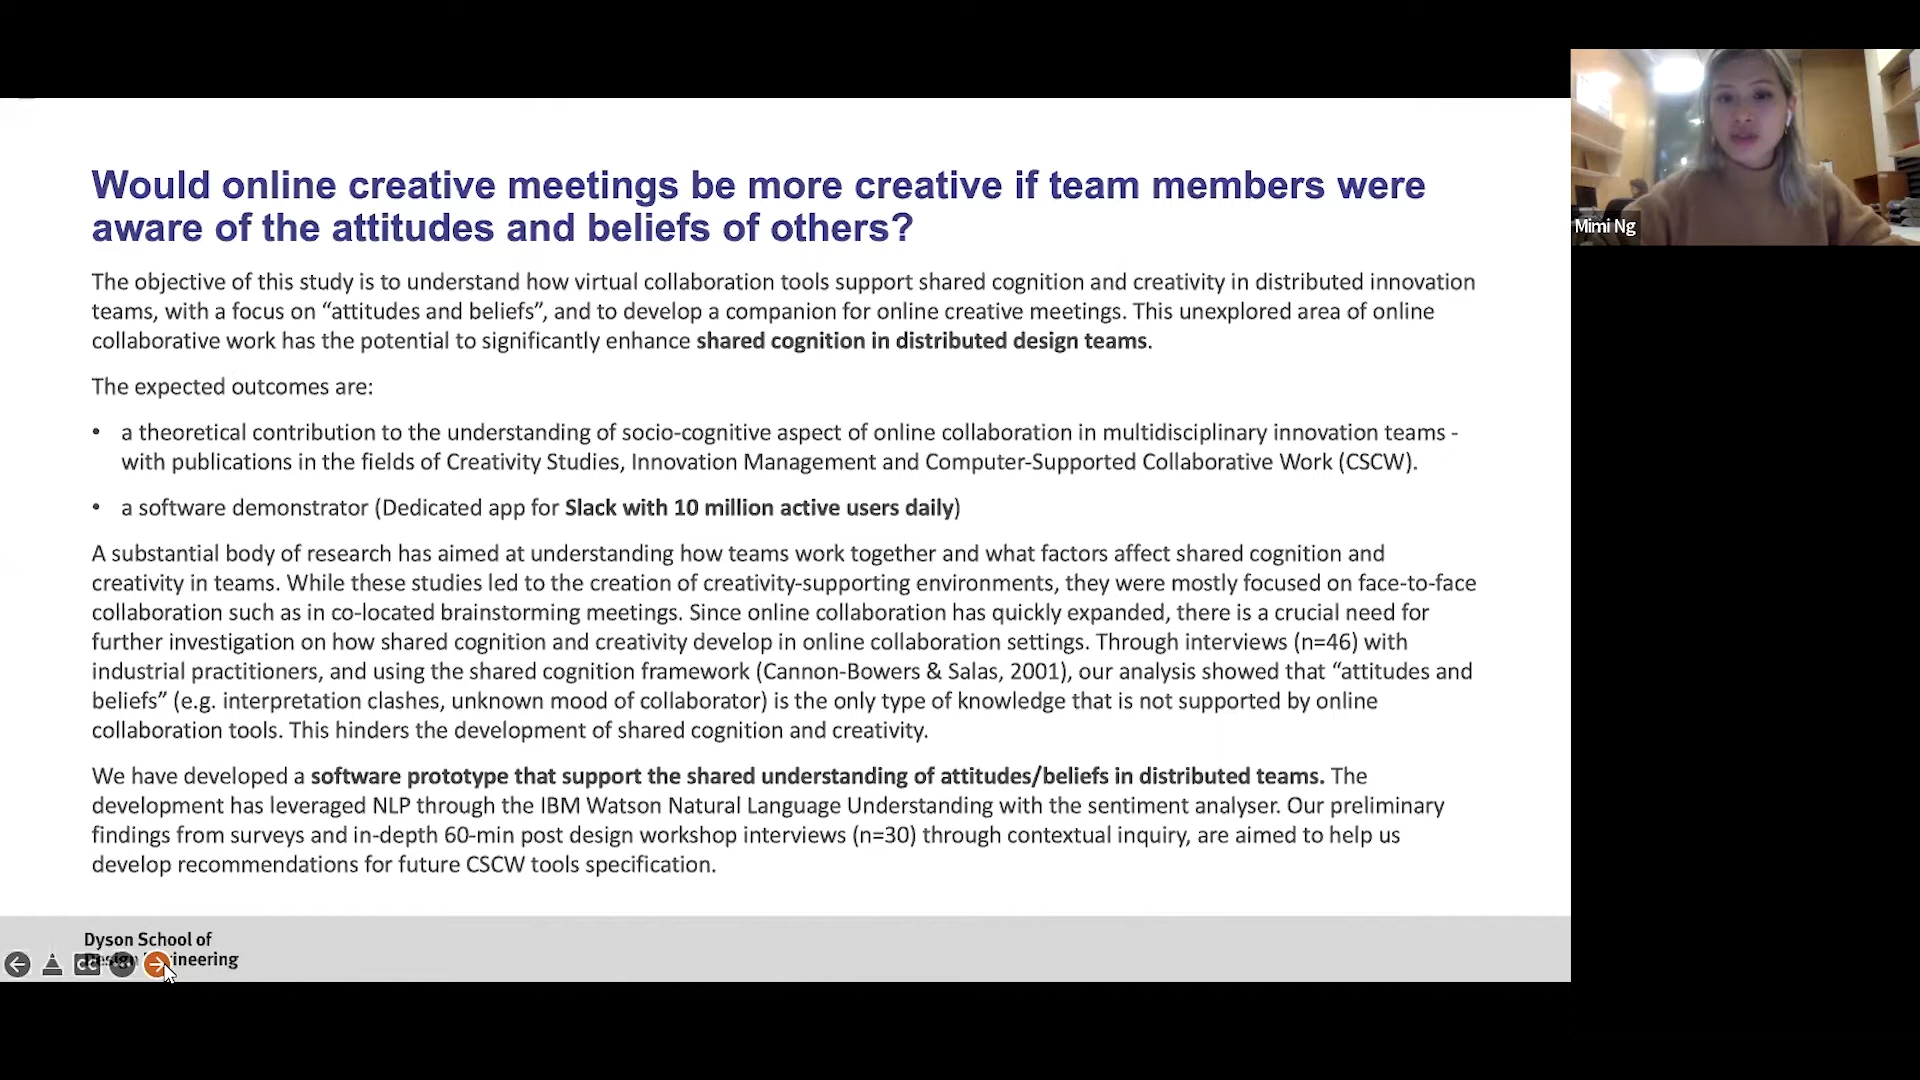 Would online creative meetings be more creative if team members were
aware of the attitudes and beliefs of others?
The objective of this study is to understand how virtual collaboration tools support shared cognition and creativity in distributed innovation
teams, with a focus on “attitudes and beliefs”, and to develop a companion for online creative meetings. This unexplored area of online
collaborative work has the potential to significantly enhance shared cognition in distributed design teams.
The expected outcomes are:
• a theoretical contribution to the understanding of socio-cognitive aspect of online collaboration in multidisciplinary innovation teams -
with publications in the fields of Creativity Studies, Innovation Management and Computer-Supported Collaborative Work (CSCW).
• a software demonstrator (Dedicated app for Slack with 10 million active users daily)
A substantial body of research has aimed at understanding how teams work together and what factors affect shared cognition and
creativity in teams. While these studies led to the creation of creativity-supporting environments, they were mostly focused on face-to-face
collaboration such as in co-located brainstorming meetings. Since online collaboration has quickly expanded, there is a crucial need for
further investigation on how shared cognition and creativity develop in online collaboration settings. Through interviews (n=46) with
industrial practitioners, and using the shared cognition framework (Cannon-Bowers & Salas, 2001), our analysis showed that “attitudes and
beliefs” (e.g. interpretation clashes, unknown mood of collaborator) is the only type of knowledge that is not supported by online
collaboration tools. This hinders the development of shared cognition and creativity.
We have developed a software prototype that support the shared understanding of attitudes/beliefs in distributed teams. The
development has leveraged NLP through the IBM Watson Natural Language Understanding with the sentiment analyser. Our preliminary
findings from surveys and in-depth 60-min post design workshop interviews (n=30) through contextual inquiry, are aimed to help us
develop recommendations for future CSCW tools specification.
Dyson School of
ineering
CC
Mimi Ng